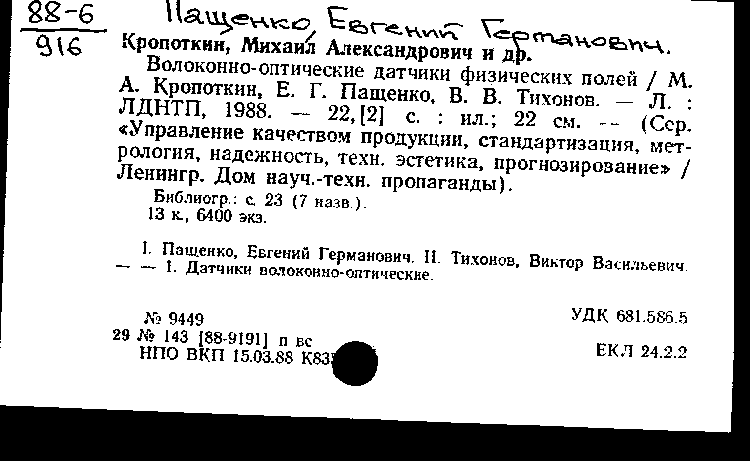 88-6
916
Пащенко, Евгений Германович.
Кропоткин, Михаил Александрович и др.
Волоконно-оптические датчики физических полей / М.
А. Кропоткин, Е. Г. Пащенко, В. В. Тихонов. — Л. :
ЛДНТП, 1988. — 22,[2] с. : ил.; 22 см. -- (Сер.
«Управление качеством продукции, стандартизация, мет-
рология, надежность, техн. эстетика, прогнозирование» /
Ленингр. Дом науч.-техн. пропаганды).
Библиогр.: с. 23 (7 назв.).
13 к., 6400 экз.
I. Пащенко, Евгений Германович. II. Тихонов, Виктор Васильевич.
— — 1. Датчики волоконно-оптические.
№ 9449
УДК 681.586.5
29 № 143 [88-9191] п вс
НПО ВКП 15.03.88
ЕКЛ 24.2.2